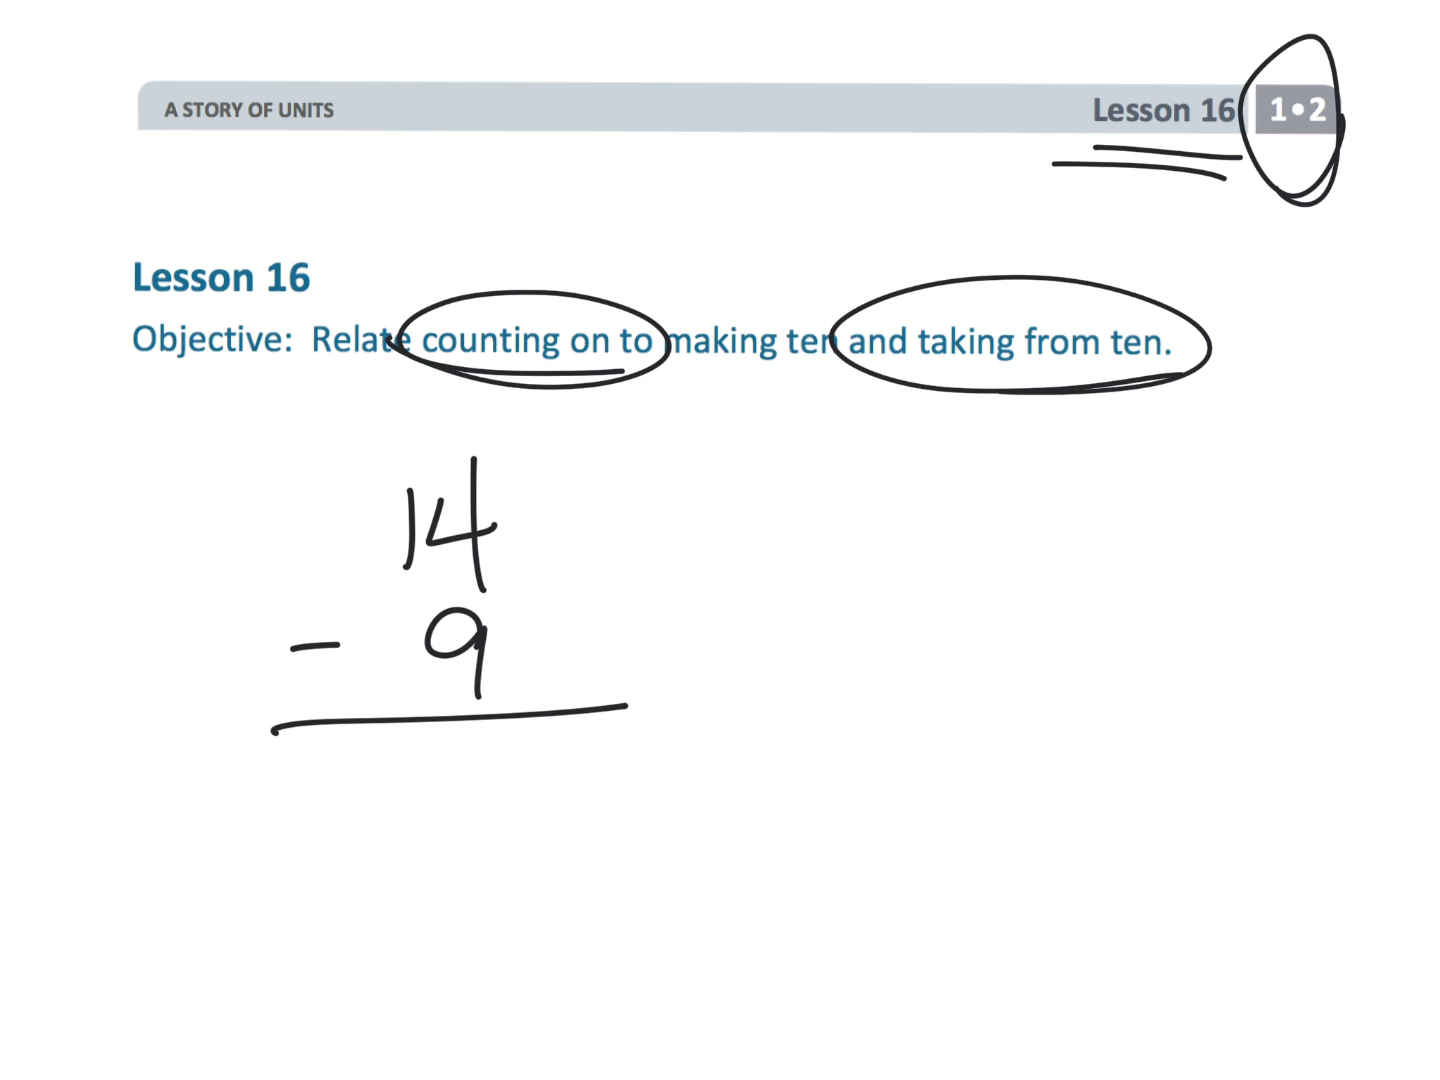 A STORY OF UNITS
Lesson 16 1•2
Lesson 16
Objective: Relate counting on to making ten and taking from ten.
14
- 9